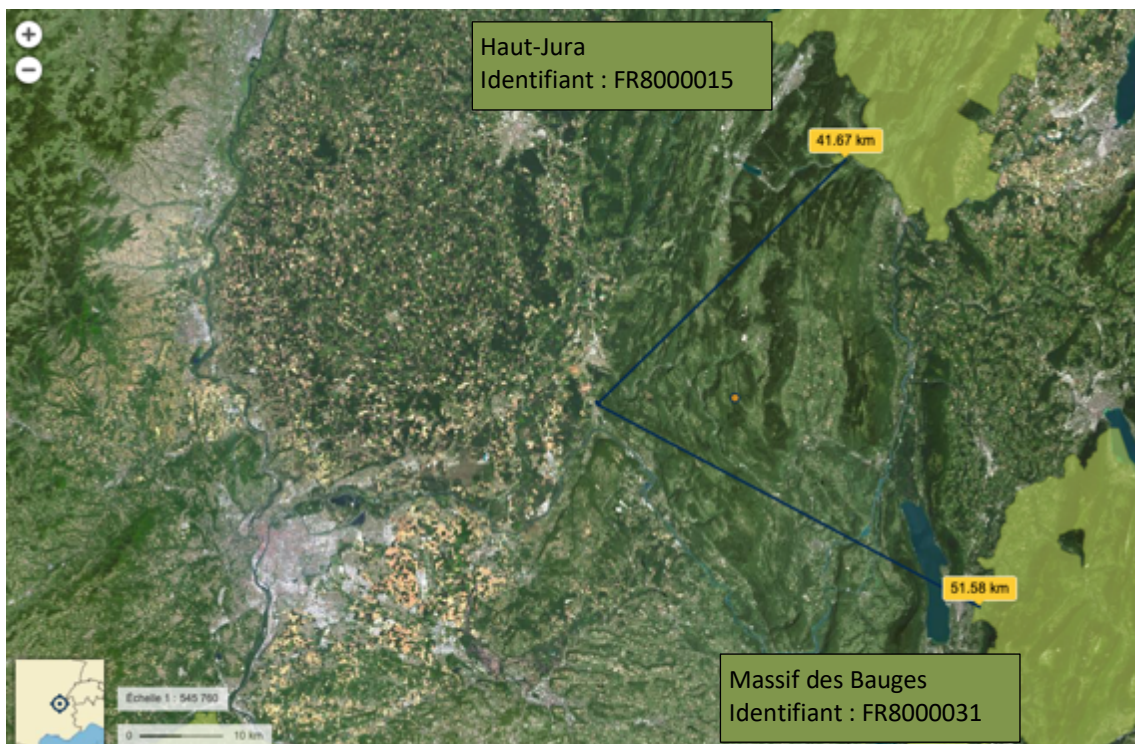 Haut-Jura
Identifiant : FR8000015
41.67 km
51.58 km
Massif des Bauges
Identifiant : FR8000031
Échelle 1 : 545 760
0 10 km